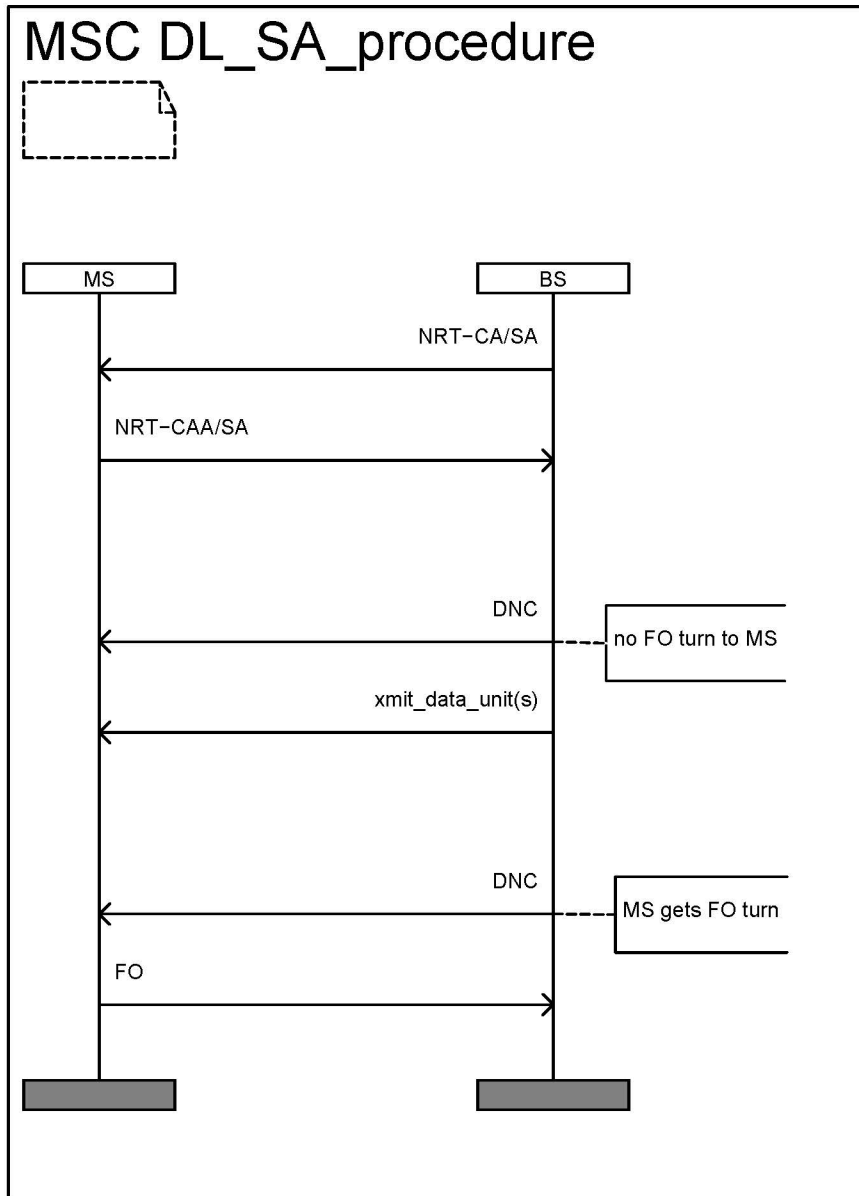 MSC DL_SA_procedure
MS
BS
NRT−CA/SA
NRT−CAA/SA
DNC
no FO turn to MS
xmit_data_unit(s)
DNC
MS gets FO turn
FO